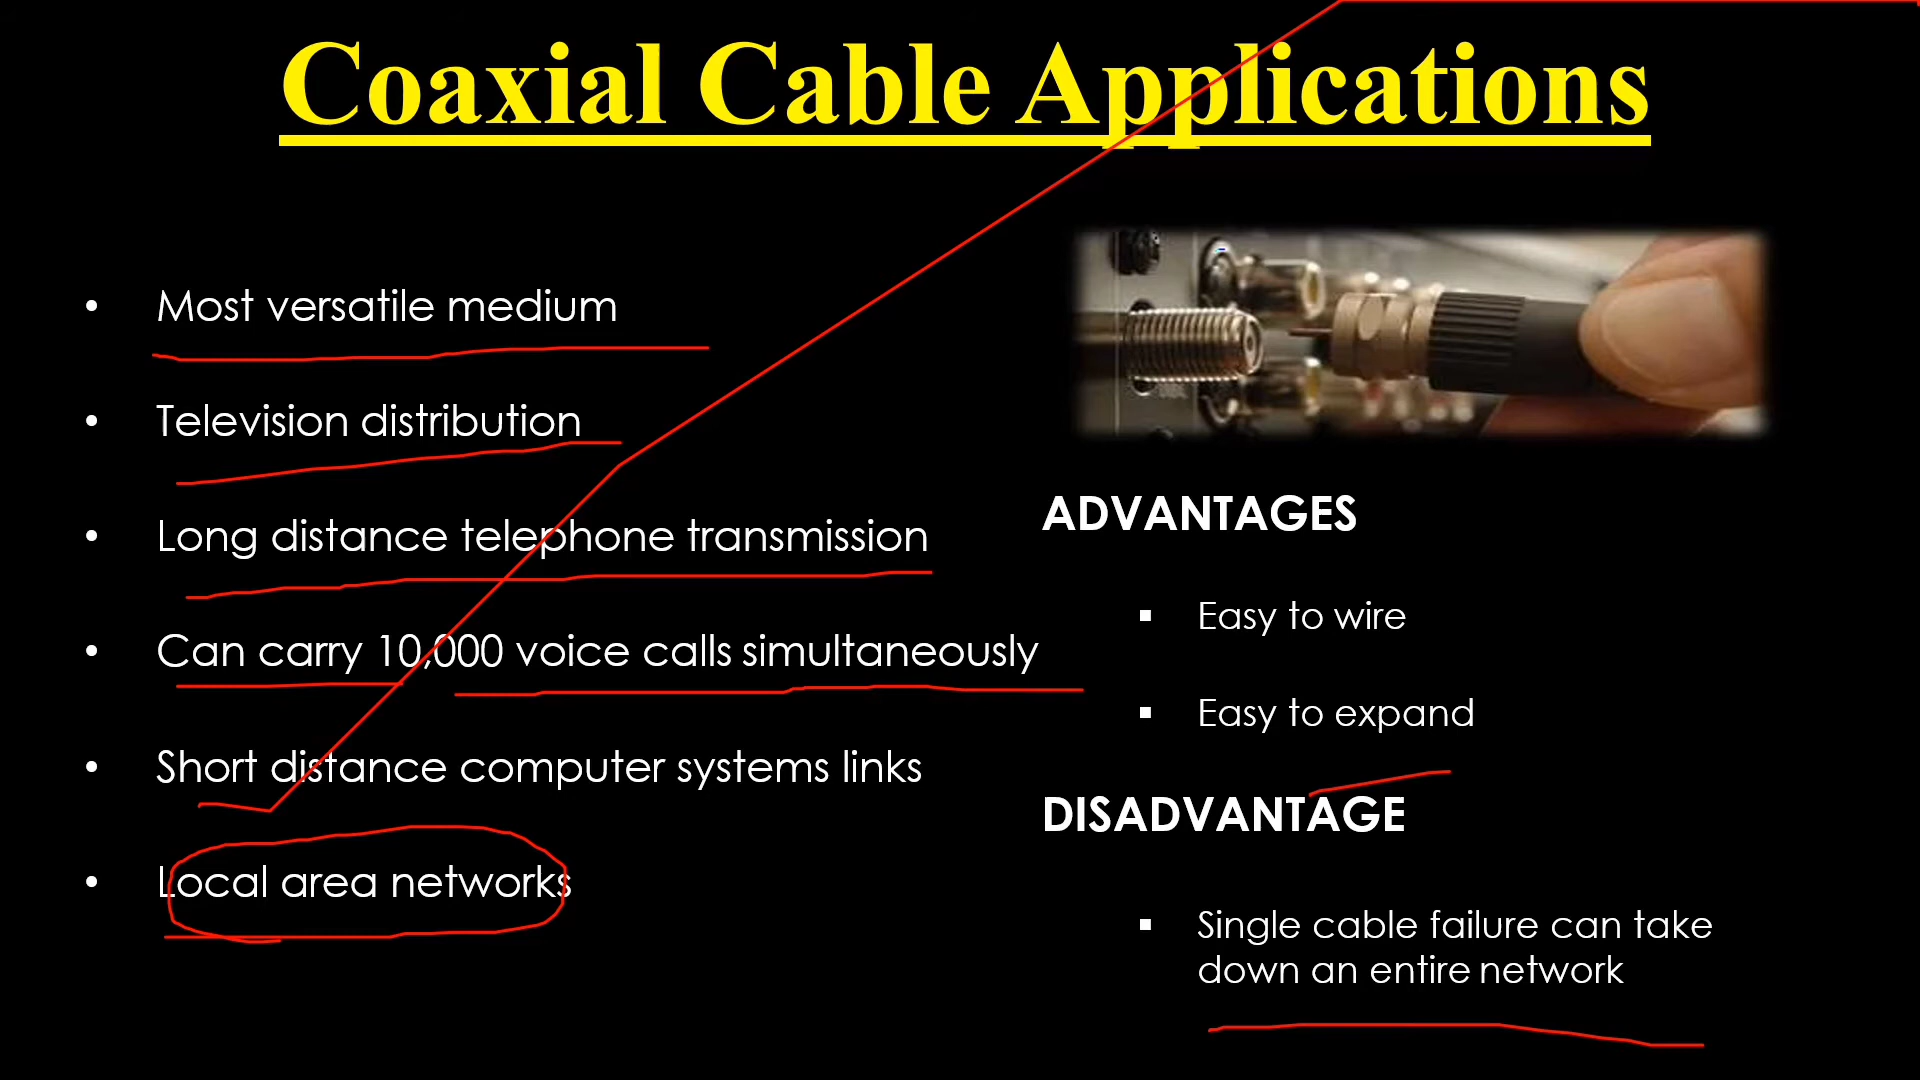 Coaxial Cable Applications
• Most versatile medium
• Television distribution
• Long distance telephone transmission
• Can carry 10,000 voice calls simultaneously
• Short distance computer systems links
• Local area networks
ADVANTAGES
▪ Easy to wire
▪ Easy to expand
DISADVANTAGE
▪ Single cable failure can take
down an entire network